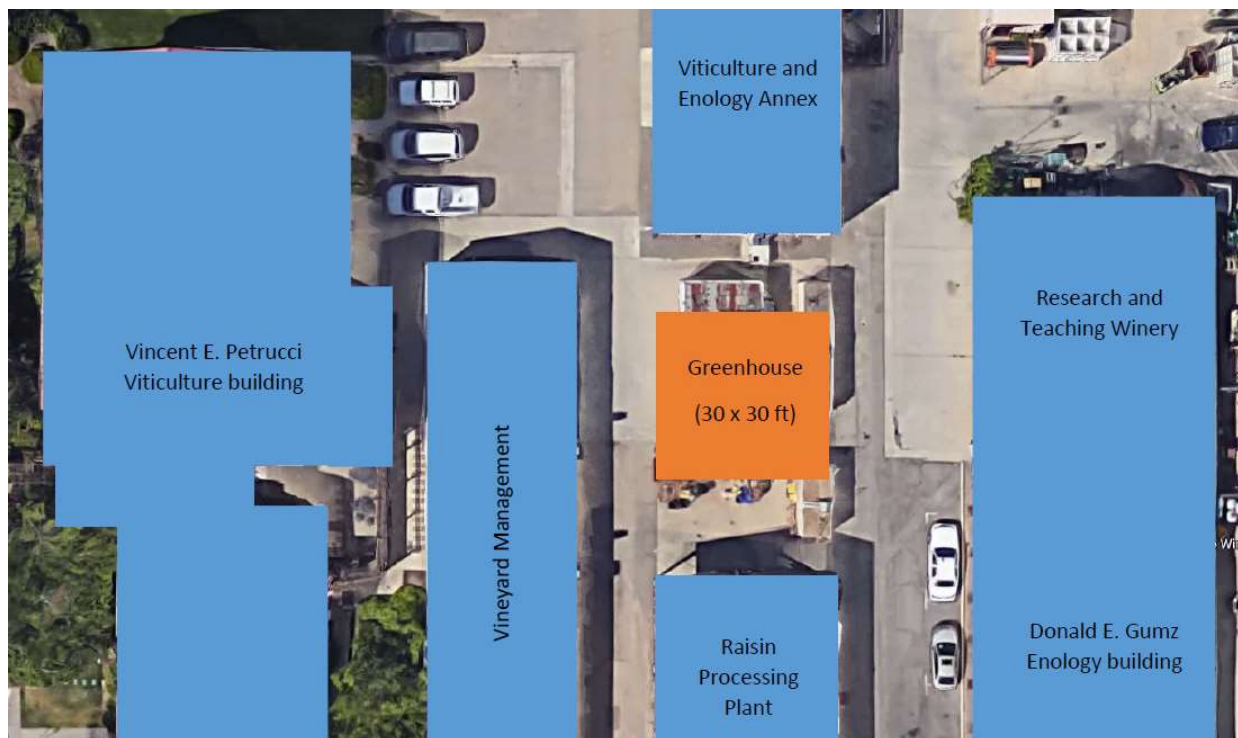 Viticulture and
Enology Annex
Vincent E. Petrucci
Viticulture building
Vineyard Management
Greenhouse
(30 x 30 ft)
Research and
Teaching Winery
Raisin
Processing
Plant
Donald E. Gumz
Enology building